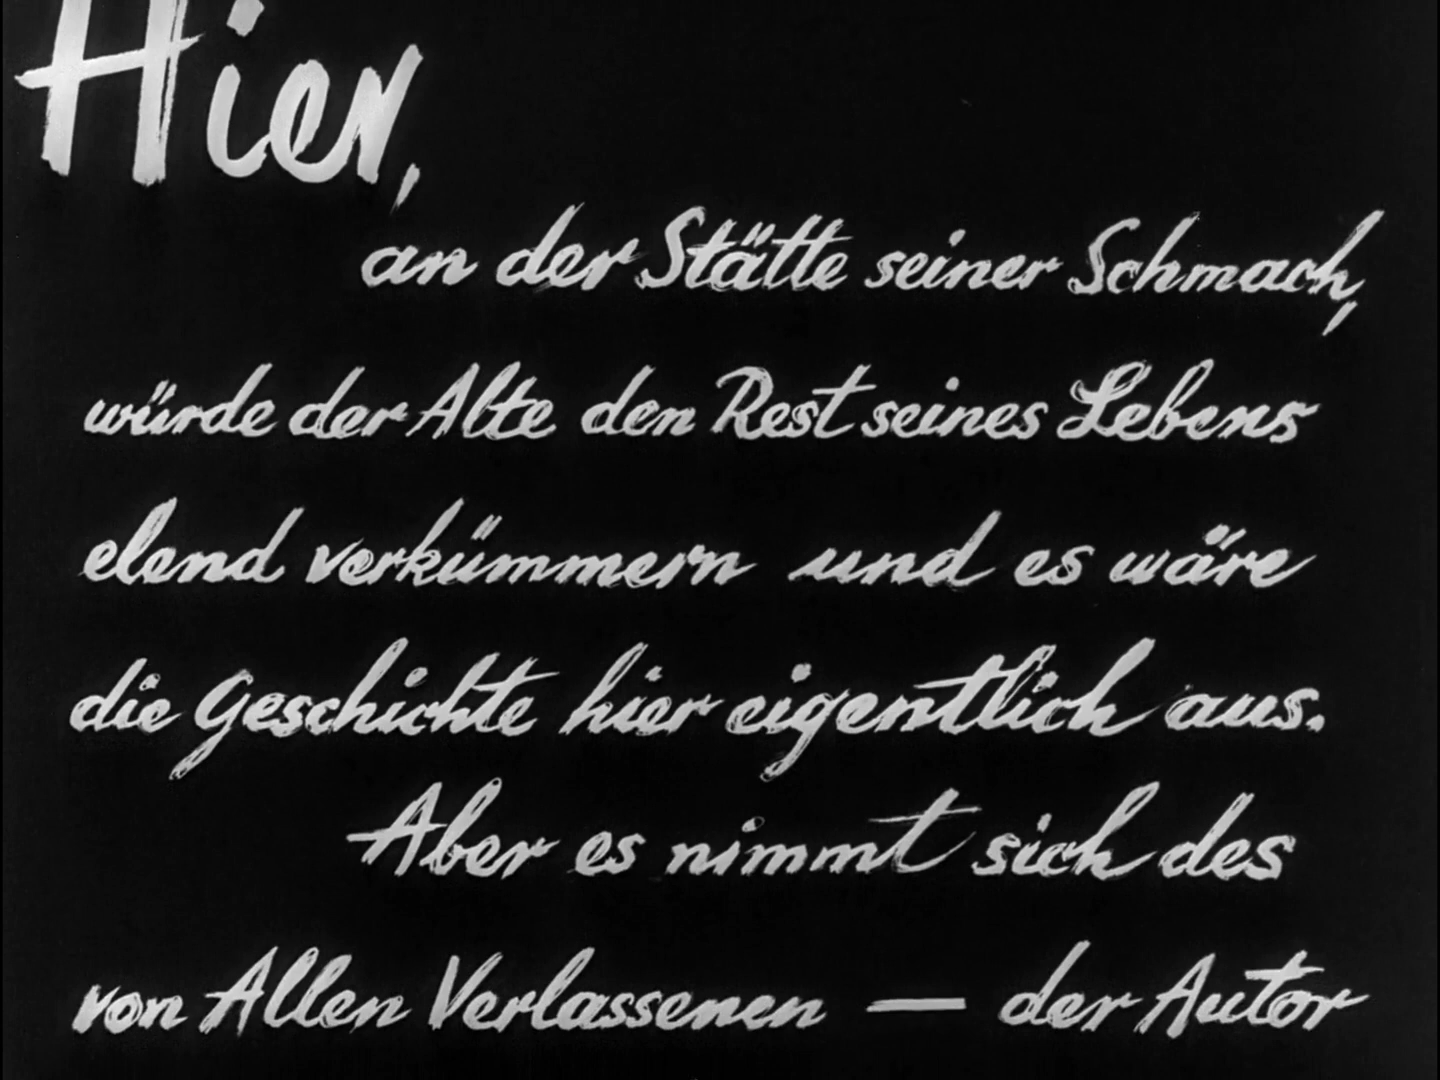 Hier,
an der Stätte seiner Schmach,
würde der Alte den Rest seines Lebens
elend verkümmern und es wäre
die Geschichte hier eigentlich aus.
Aber es nimmt sich des
von Allen Verlassenen — der Autor